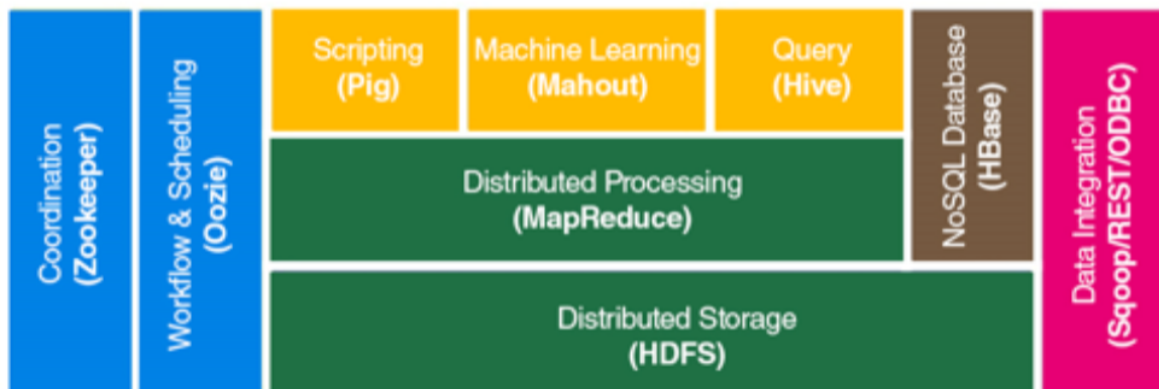 Coordination
(Zookeeper)
Workflow & Scheduling
(Oozie)
Scripting
(Pig)
Machine Learning
(Mahout)
Query
(Hive)
Distributed Processing
(MapReduce)
Distributed Storage
(HDFS)
NoSQL Database
(HBase)
Data Integration
(Sqoop/REST/ODBC)